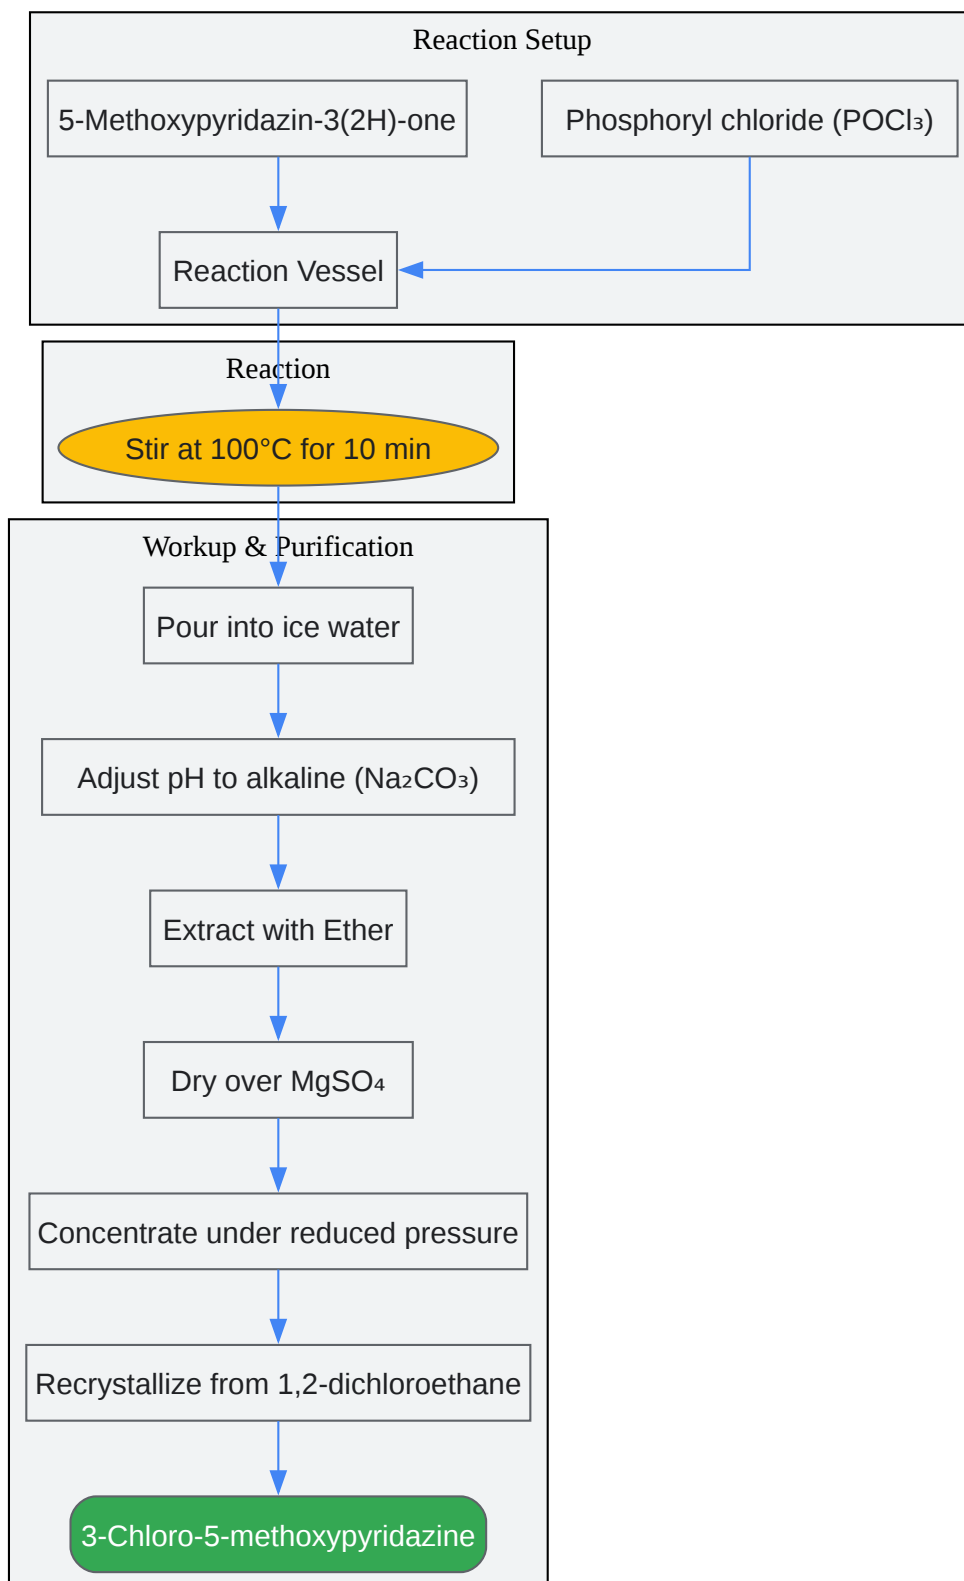 Reaction Setup
5-Methoxypyridazin-3(2H)-one
Phosphoryl chloride (POCl₃)
Reaction Vessel
Reaction
Stir at 100°C for 10 min
Workup & Purification
Pour into ice water
Adjust pH to alkaline (Na₂CO₃)
Extract with Ether
Dry over MgSO₄
Concentrate under reduced pressure
Recrystallize from 1,2-dichloroethane
3-Chloro-5-methoxypyridazine